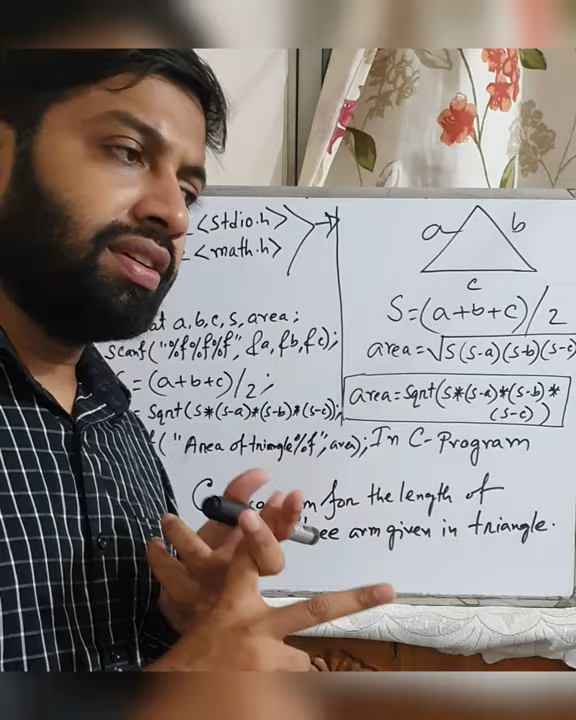 <stdio.h>
<math.h>
at a,b,c,s,area;
scanf("%f%f%f", &a,&b,&c);
= (a+b+c)/2;
= Sqrt(s*(s-a)*(s-b)*(s-c));
("Area of triangle%f", area);
a b
c
S=(a+b+c)/2
area=√S(s-a)(s-b)(s-c)
area=Sqrt(s*(s-a)*(s-b)*
(s-c))
In C-Program
C m for the length of
ee arm given in triangle.